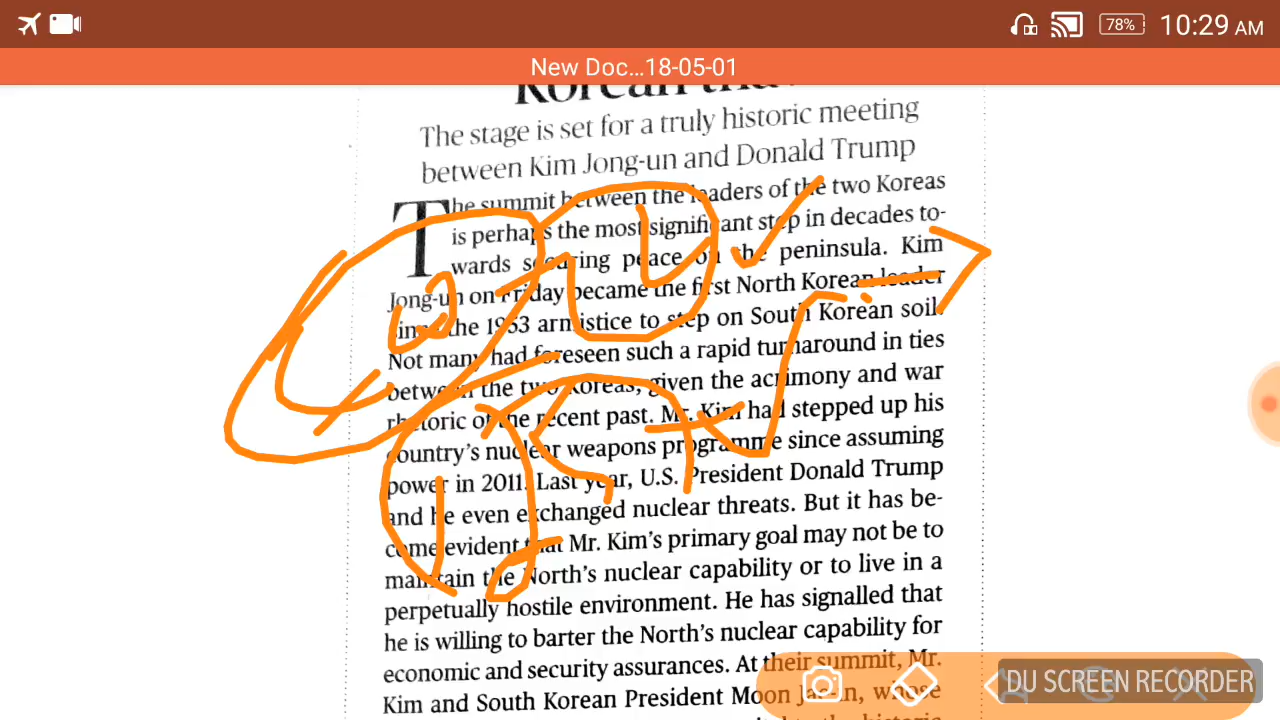 78% 10:29 AM
New Doc...18-05-01
Korean
The stage is set for a truly historic meeting
between Kim Jong-un and Donald Trump
The summit between the leaders of the two Koreas
is perhaps the most significant step in decades to-
wards securing peace on the peninsula. Kim
Jong-un on Friday became the first North Korean leader
since the 1953 armistice to step on South Korean soil.
Not many had foreseen such a rapid turnaround in ties
between the two Koreas, given the acrimony and war
rhetoric of the recent past. Mr. Kim had stepped up his
country's nuclear weapons programme since assuming
power in 2011. Last year, U.S. President Donald Trump
and he even exchanged nuclear threats. But it has be-
come evident that Mr. Kim's primary goal may not be to
maintain the North's nuclear capability or to live in a
perpetually hostile environment. He has signalled that
he is willing to barter the North's nuclear capability for
economic and security assurances. At their summit, Mr.
Kim and South Korean President Moon Jae-in, whose
DU SCREEN RECORDER